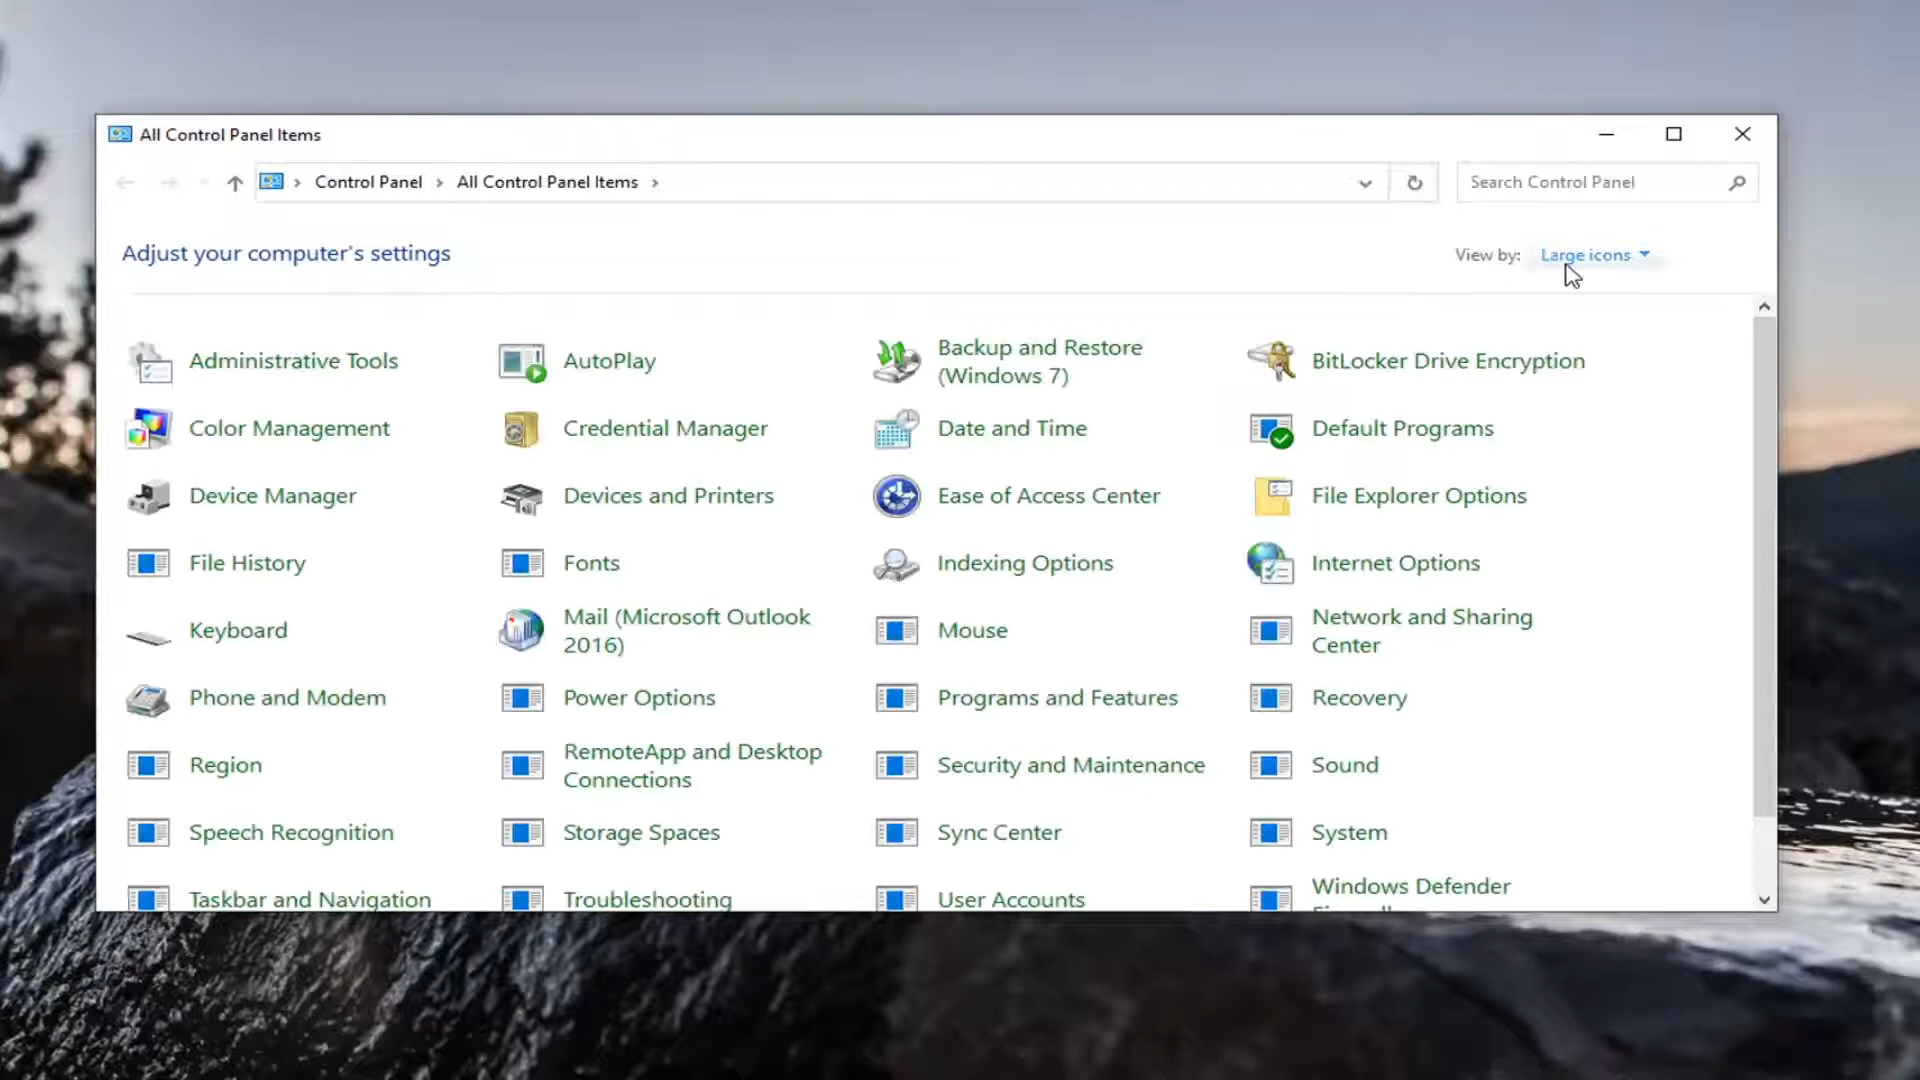 All Control Panel Items
Control Panel
All Control Panel Items
Search Control Panel
Adjust your computer's settings
View by:
Large icons
Administrative Tools
AutoPlay
Backup and Restore
(Windows 7)
BitLocker Drive Encryption
Color Management
Credential Manager
Date and Time
Default Programs
Device Manager
Devices and Printers
Ease of Access Center
File Explorer Options
File History
Fonts
Indexing Options
Internet Options
Keyboard
Mail (Microsoft Outlook
2016)
Mouse
Network and Sharing
Center
Phone and Modem
Power Options
Programs and Features
Recovery
Region
RemoteApp and Desktop
Connections
Security and Maintenance
Sound
Speech Recognition
Storage Spaces
Sync Center
System
Taskbar and Navigation
Troubleshooting
User Accounts
Windows Defender